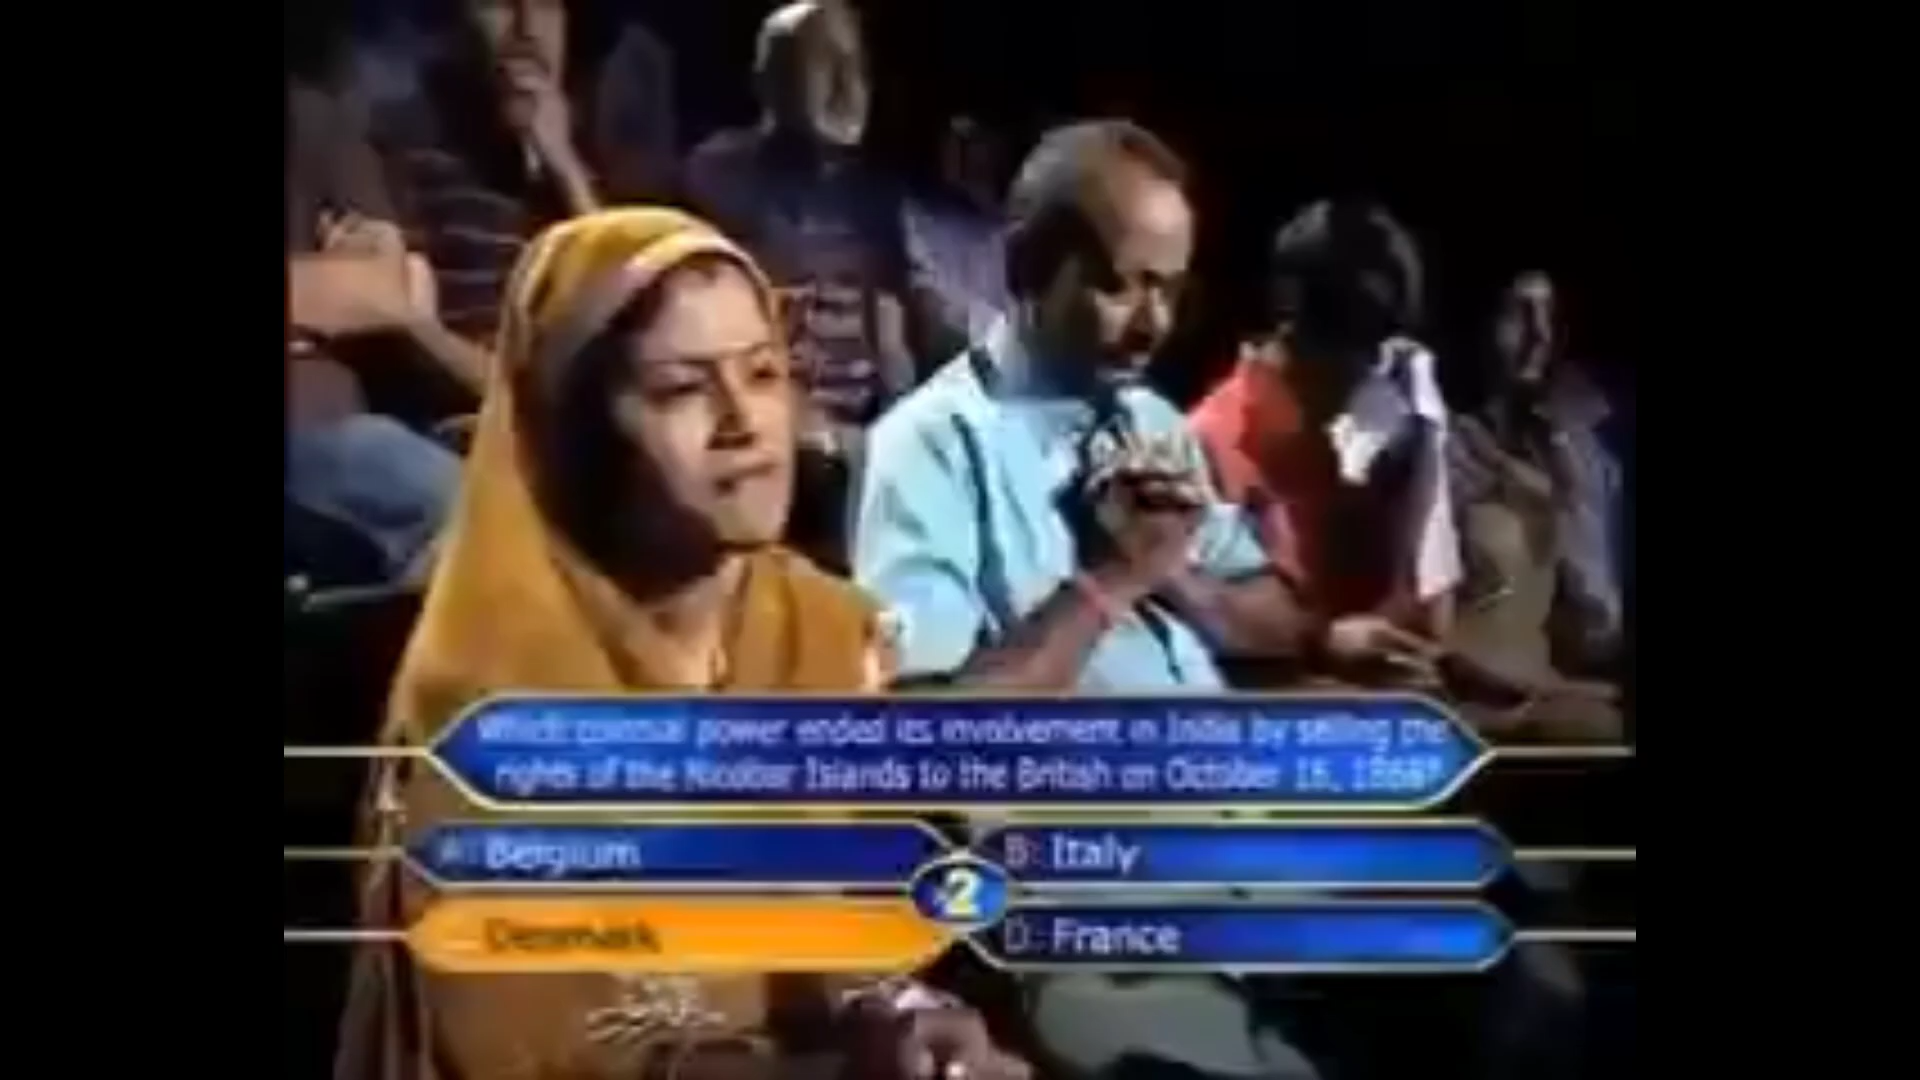 Which colonial power ended its involvement in India by selling the
rights of the Nicobar Islands to the British on October 16, 1868?
A: Belgium
B: Italy
2
Denmark
D: France